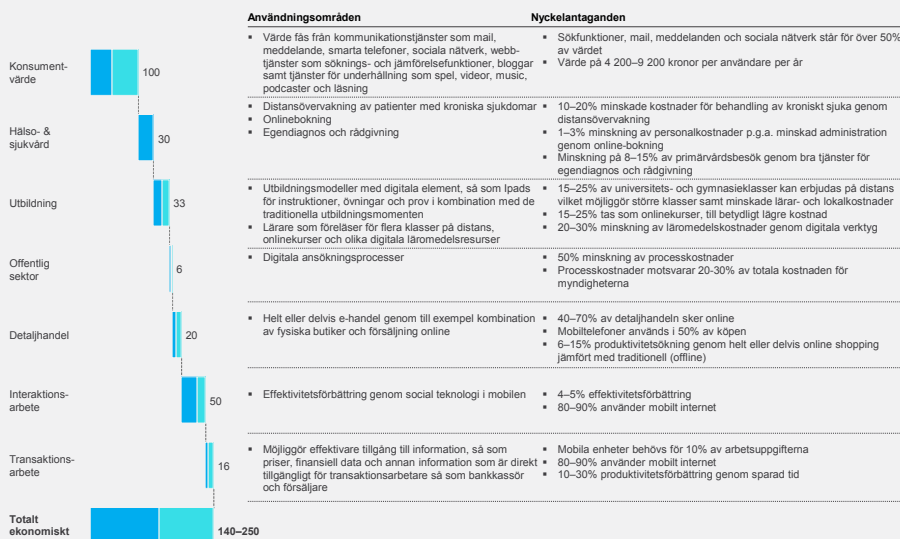 Användningsområden
Nyckelantaganden
Konsument-
värde
100
▪ Värde fås från kommunikationstjänster som mail,
meddelande, smarta telefoner, sociala nätverk, webb-
tjänster som söknings- och jämförelsefunktioner, bloggar
samt tjänster för underhållning som spel, videor, music,
podcaster och läsning
▪ Sökfunktioner, mail, meddelanden och sociala nätverk står för över 50%
av värdet
▪ Värde på 4 200–9 200 kronor per användare per år
Hälso- &
sjukvård
30
▪ Distansövervakning av patienter med kroniska sjukdomar
▪ Onlinebokning
▪ Egendiagnos och rådgivning
▪ 10–20% minskade kostnader för behandling av kroniskt sjuka genom
distansövervakning
▪ 1–3% minskning av personalkostnader p.g.a. minskad administration
genom online-bokning
▪ Minskning på 8–15% av primärvårdsbesök genom bra tjänster för
egendiagnos och rådgivning
Utbildning
33
▪ Utbildningsmodeller med digitala element, så som Ipads
för instruktioner, övningar och prov i kombination med de
traditionella utbildningsmomenten
▪ Lärare som föreläser för flera klasser på distans,
onlinekurser och olika digitala läromedelsresurser
▪ 15–25% av universitets- och gymnasieklasser kan erbjudas på distans
vilket möjliggör större klasser samt minskade lärar- och lokalkostnader
▪ 15–25% tas som onlinekurser, till betydligt lägre kostnad
▪ 20–30% minskning av läromedelskostnader genom digitala verktyg
Offentlig
sektor
6
▪ Digitala ansökningsprocesser
▪ 50% minskning av processkostnader
▪ Processkostnader motsvarar 20-30% av totala kostnaden för
myndigheterna
Detaljhandel
20
▪ Helt eller delvis e-handel genom till exempel kombination
av fysiska butiker och försäljning online
▪ 40–70% av detaljhandeln sker online
▪ Mobiltelefoner används i 50% av köpen
▪ 6–15% produktivitetsökning genom helt eller delvis online shopping
jämfört med traditionell (offline)
Interaktions-
arbete
50
▪ Effektivitetsförbättring genom social teknologi i mobilen
▪ 4–5% effektivitetsförbättring
▪ 80–90% använder mobilt internet
Transaktions-
arbete
16
▪ Möjliggör effektivare tillgång till information, så som
priser, finansiell data och annan information som är direkt
tillgängligt för transaktionsarbetare så som bankkassör
och försäljare
▪ Mobila enheter behövs för 10% av arbetsuppgifterna
▪ 80–90% använder mobilt internet
▪ 10–30% produktivitetsförbättring genom sparad tid
Totalt
ekonomiskt
140–250